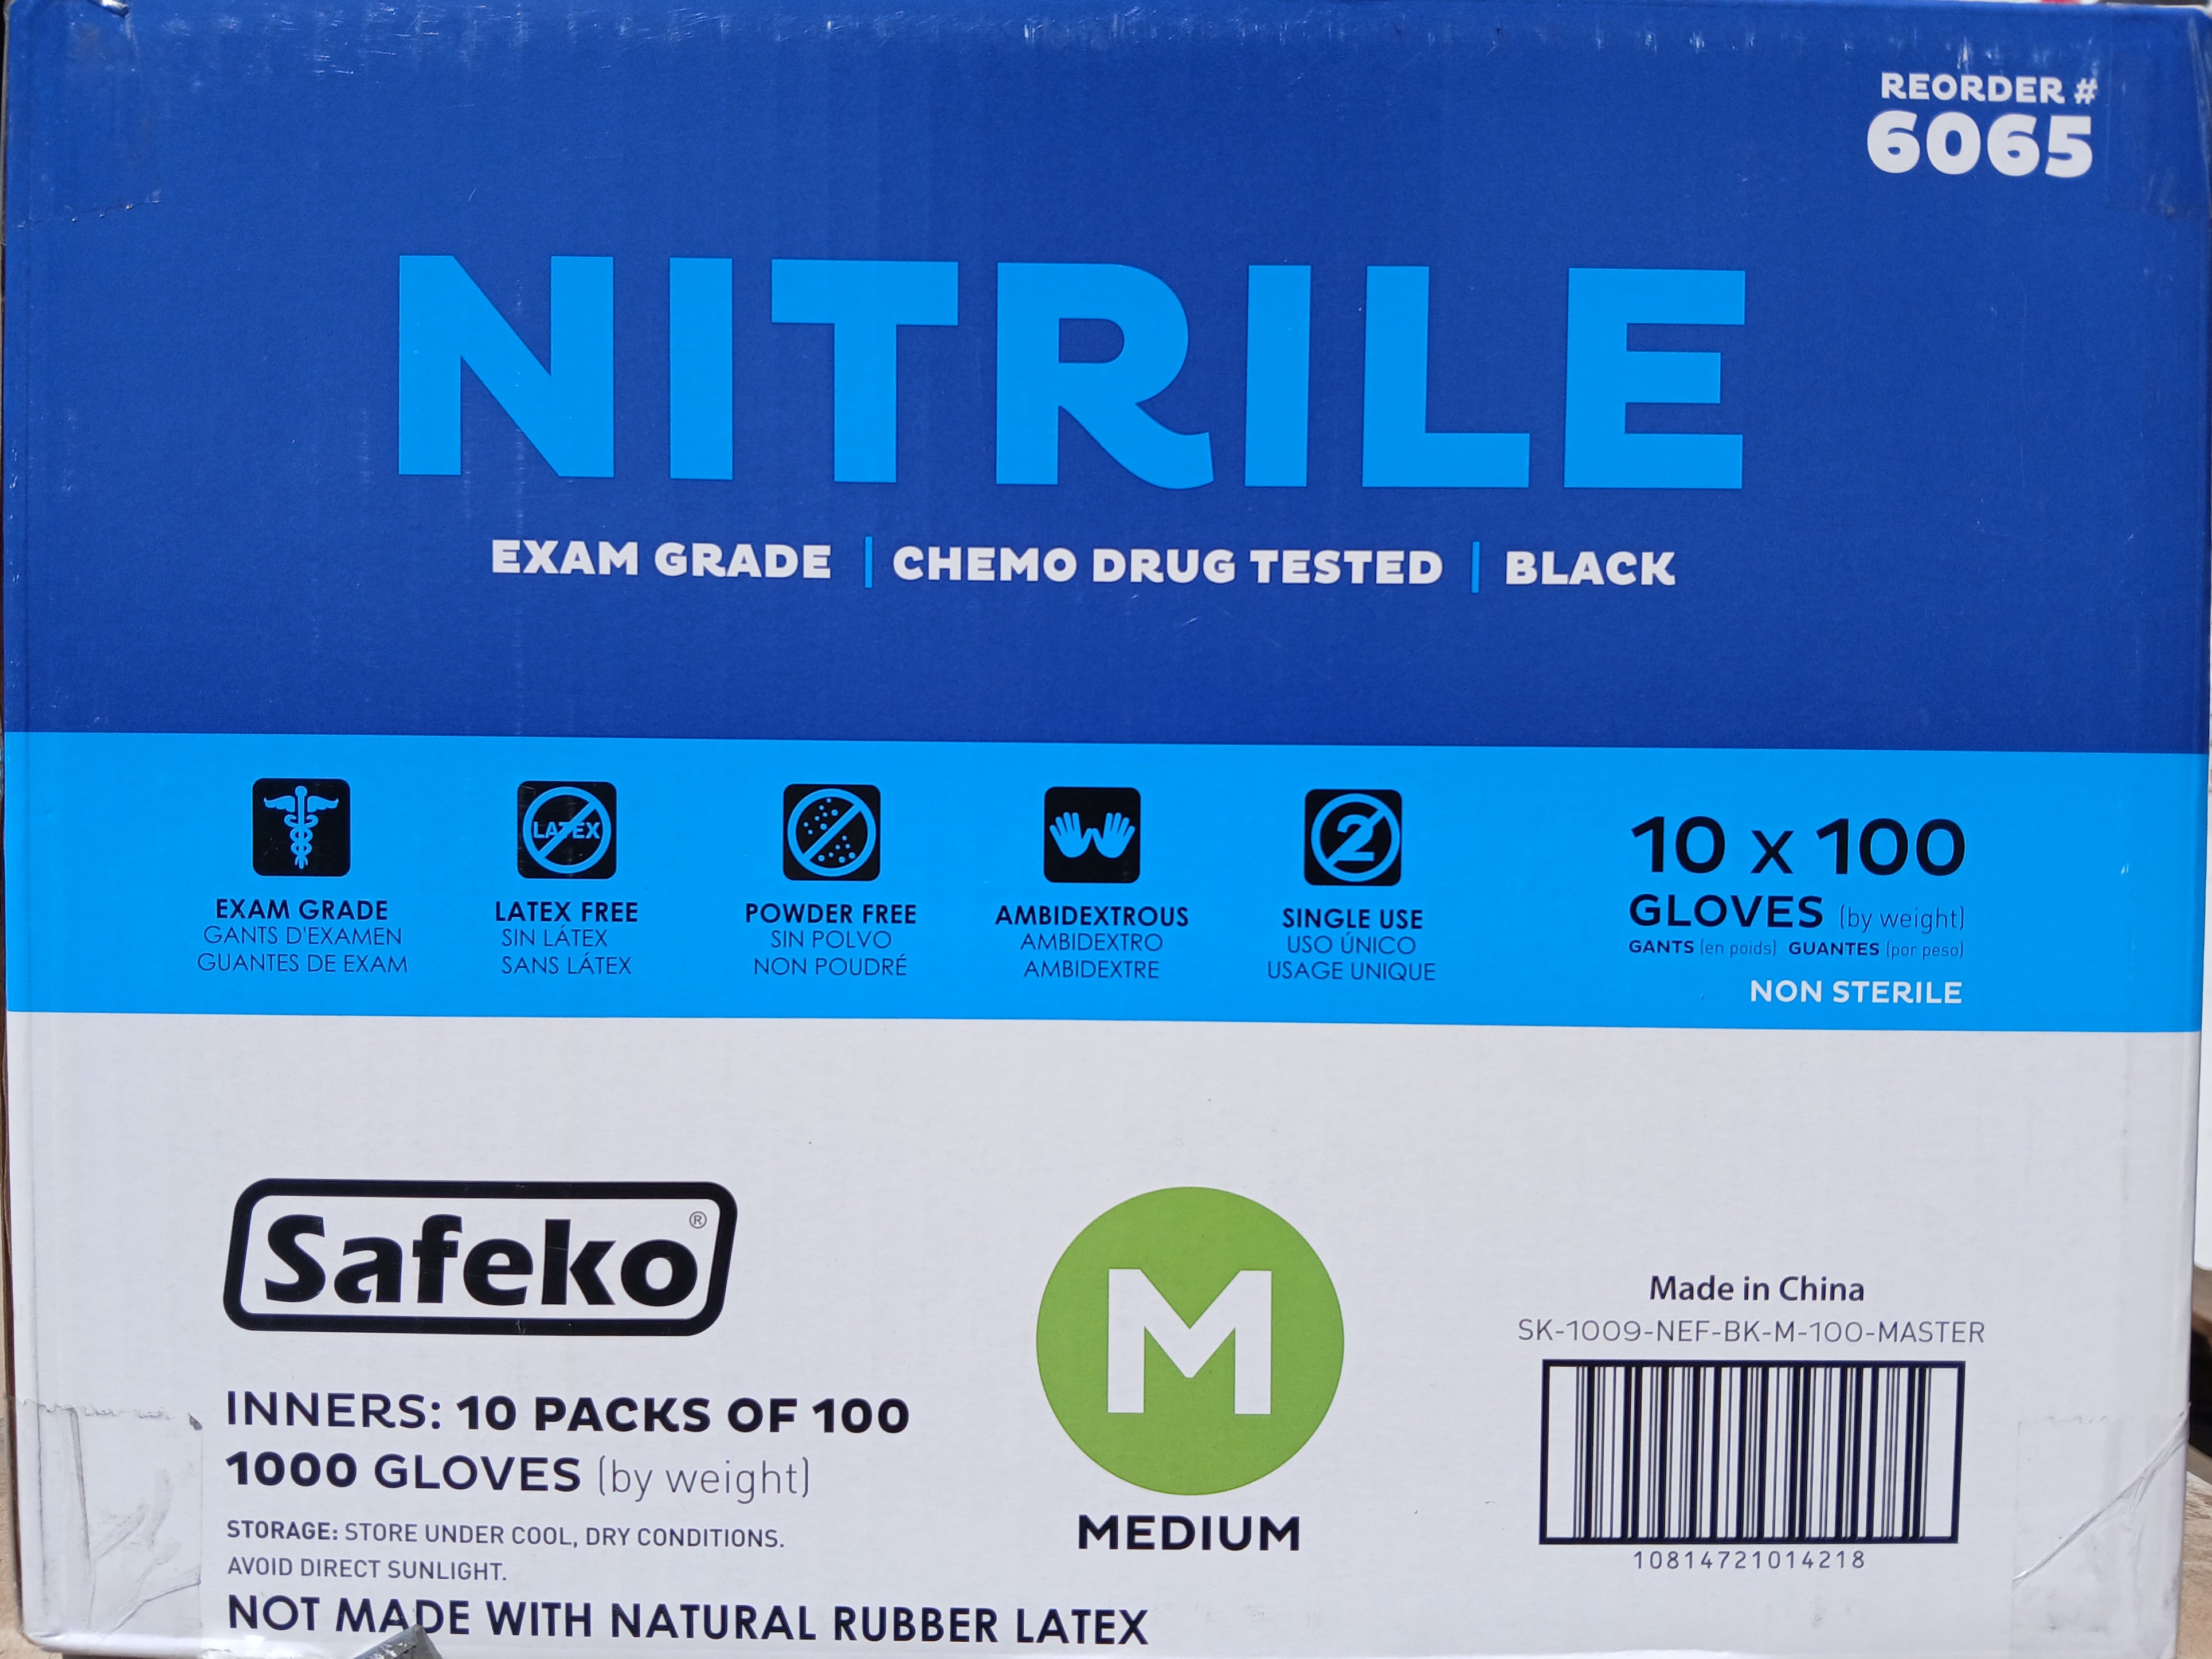 REORDER #
6065
NITRILE
EXAM GRADE | CHEMO DRUG TESTED | BLACK
LATEX
2
EXAM GRADE
GANTS D'EXAMEN
GUANTES DE EXAM
LATEX FREE
SIN LÁTEX
SANS LÁTEX
POWDER FREE
SIN POLVO
NON POUDRÉ
AMBIDEXTROUS
AMBIDEXTRO
AMBIDEXTRE
SINGLE USE
USO ÚNICO
USAGE UNIQUE
10 x 100
GLOVES (by weight)
GANTS (en poids) GUANTES (por peso)
NON STERILE
Safeko®
INNERS: 10 PACKS OF 100
1000 GLOVES (by weight)
STORAGE: STORE UNDER COOL, DRY CONDITIONS.
AVOID DIRECT SUNLIGHT.
NOT MADE WITH NATURAL RUBBER LATEX
M
MEDIUM
Made in China
SK-1009-NEF-BK-M-100-MASTER
10814721014218